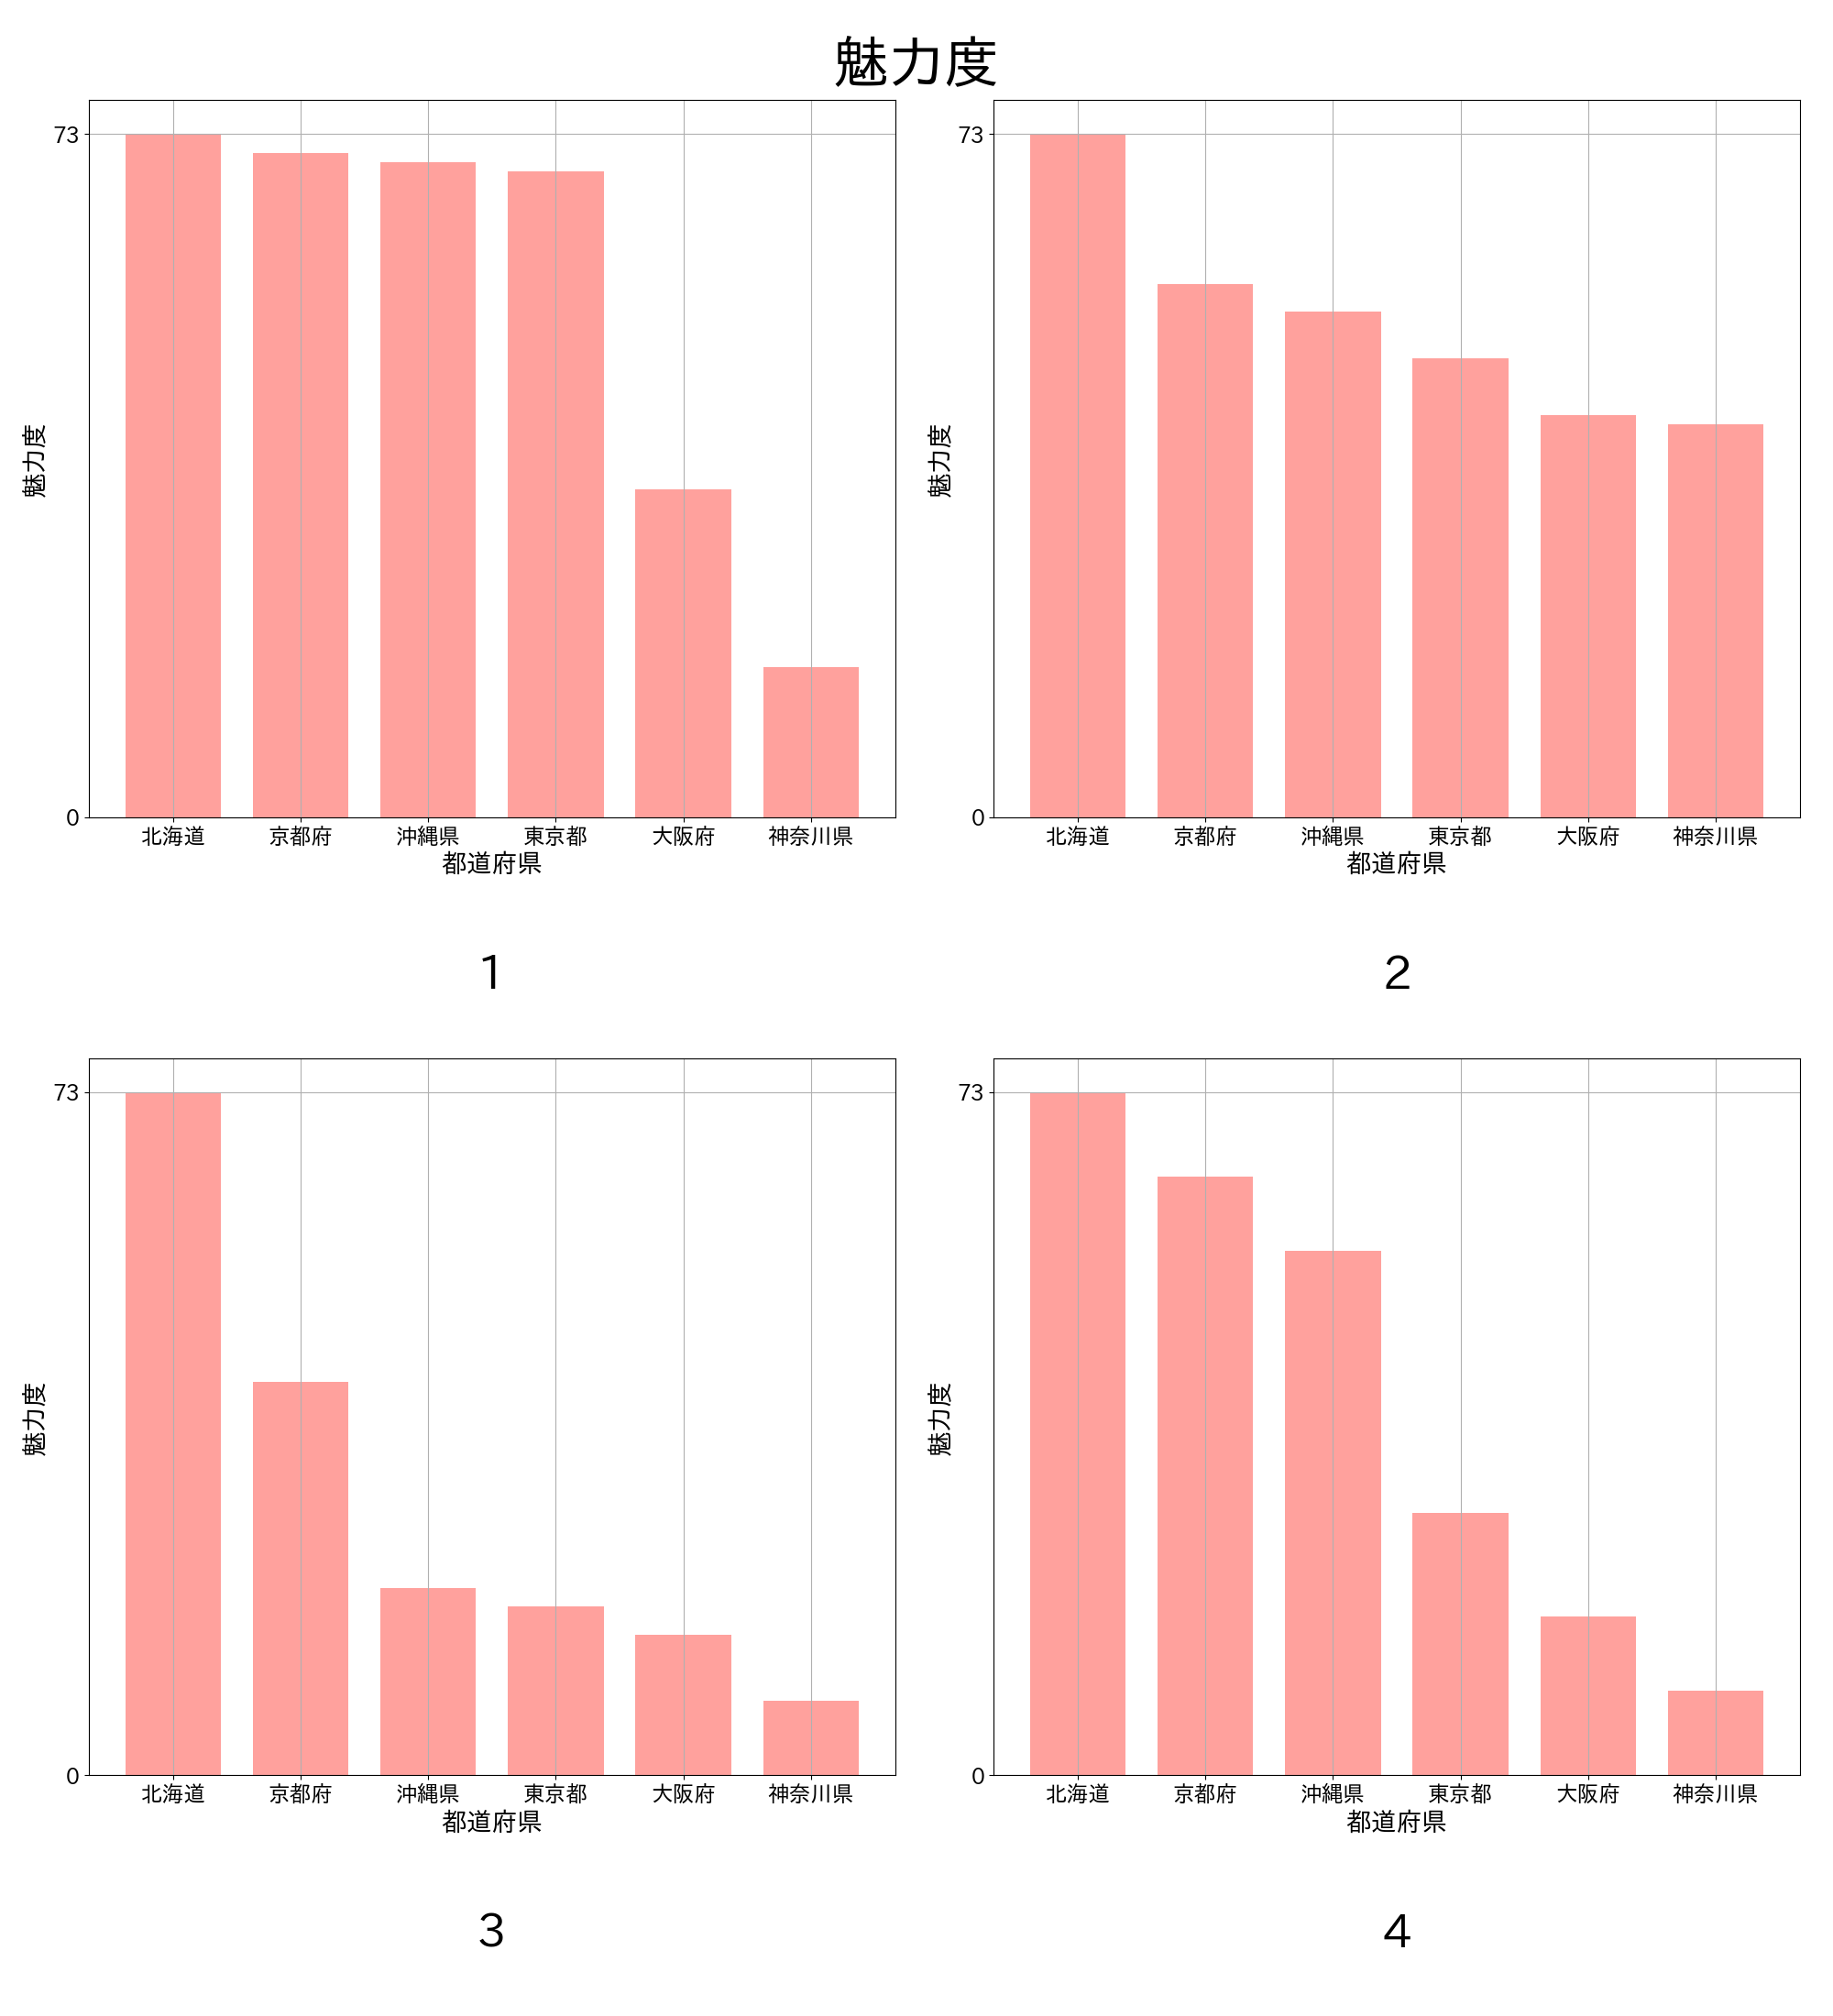 魅力度
73
魅力度
0
北海道 京都府 沖縄県 東京都 大阪府 神奈川県
都道府県
1
73
魅力度
0
北海道 京都府 沖縄県 東京都 大阪府 神奈川県
都道府県
2
73
魅力度
0
北海道 京都府 沖縄県 東京都 大阪府 神奈川県
都道府県
3
73
魅力度
0
北海道 京都府 沖縄県 東京都 大阪府 神奈川県
都道府県
4